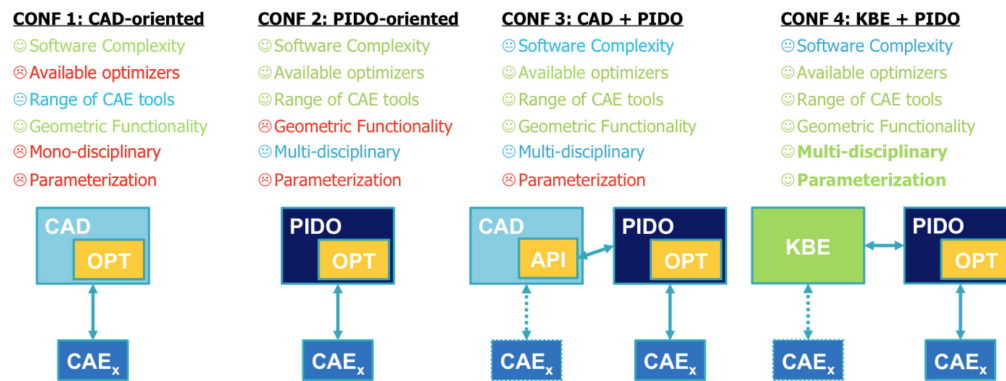 CONF 1: CAD-oriented
Software Complexity
Available optimizers
Range of CAE tools
Geometric Functionality
Mono-disciplinary
Parameterization
CAD
OPT
CAEx
CONF 2: PIDO-oriented
Software Complexity
Available optimizers
Range of CAE tools
Geometric Functionality
Multi-disciplinary
Parameterization
PIDO
OPT
CAEx
CONF 3: CAD + PIDO
Software Complexity
Available optimizers
Range of CAE tools
Geometric Functionality
Multi-disciplinary
Parameterization
CAD
API
PIDO
OPT
CAEx
CAEx
CONF 4: KBE + PIDO
Software Complexity
Available optimizers
Range of CAE tools
Geometric Functionality
Multi-disciplinary
Parameterization
KBE
PIDO
OPT
CAEx
CAEx